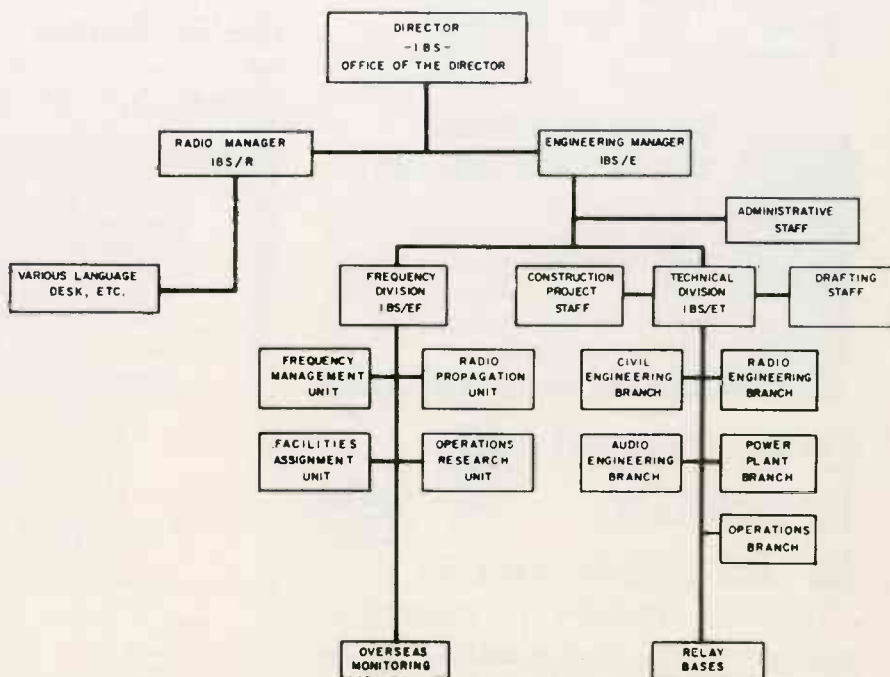 DIRECTOR
-IBS-
OFFICE OF THE DIRECTOR
RADIO MANAGER
IBS/R
ENGINEERING MANAGER
IBS/E
ADMINISTRATIVE
STAFF
VARIOUS LANGUAGE
DESK, ETC.
FREQUENCY
DIVISION
IBS/EF
CONSTRUCTION
PROJECT
STAFF
TECHNICAL
DIVISION
IBS/ET
DRAFTING
STAFF
FREQUENCY
MANAGEMENT
UNIT
RADIO
PROPAGATION
UNIT
CIVIL
ENGINEERING
BRANCH
RADIO
ENGINEERING
BRANCH
FACILITIES
ASSIGNMENT
UNIT
OPERATIONS
RESEARCH
UNIT
AUDIO
ENGINEERING
BRANCH
POWER
PLANT
BRANCH
OPERATIONS
BRANCH
OVERSEAS
MONITORING
RELAY
BASES